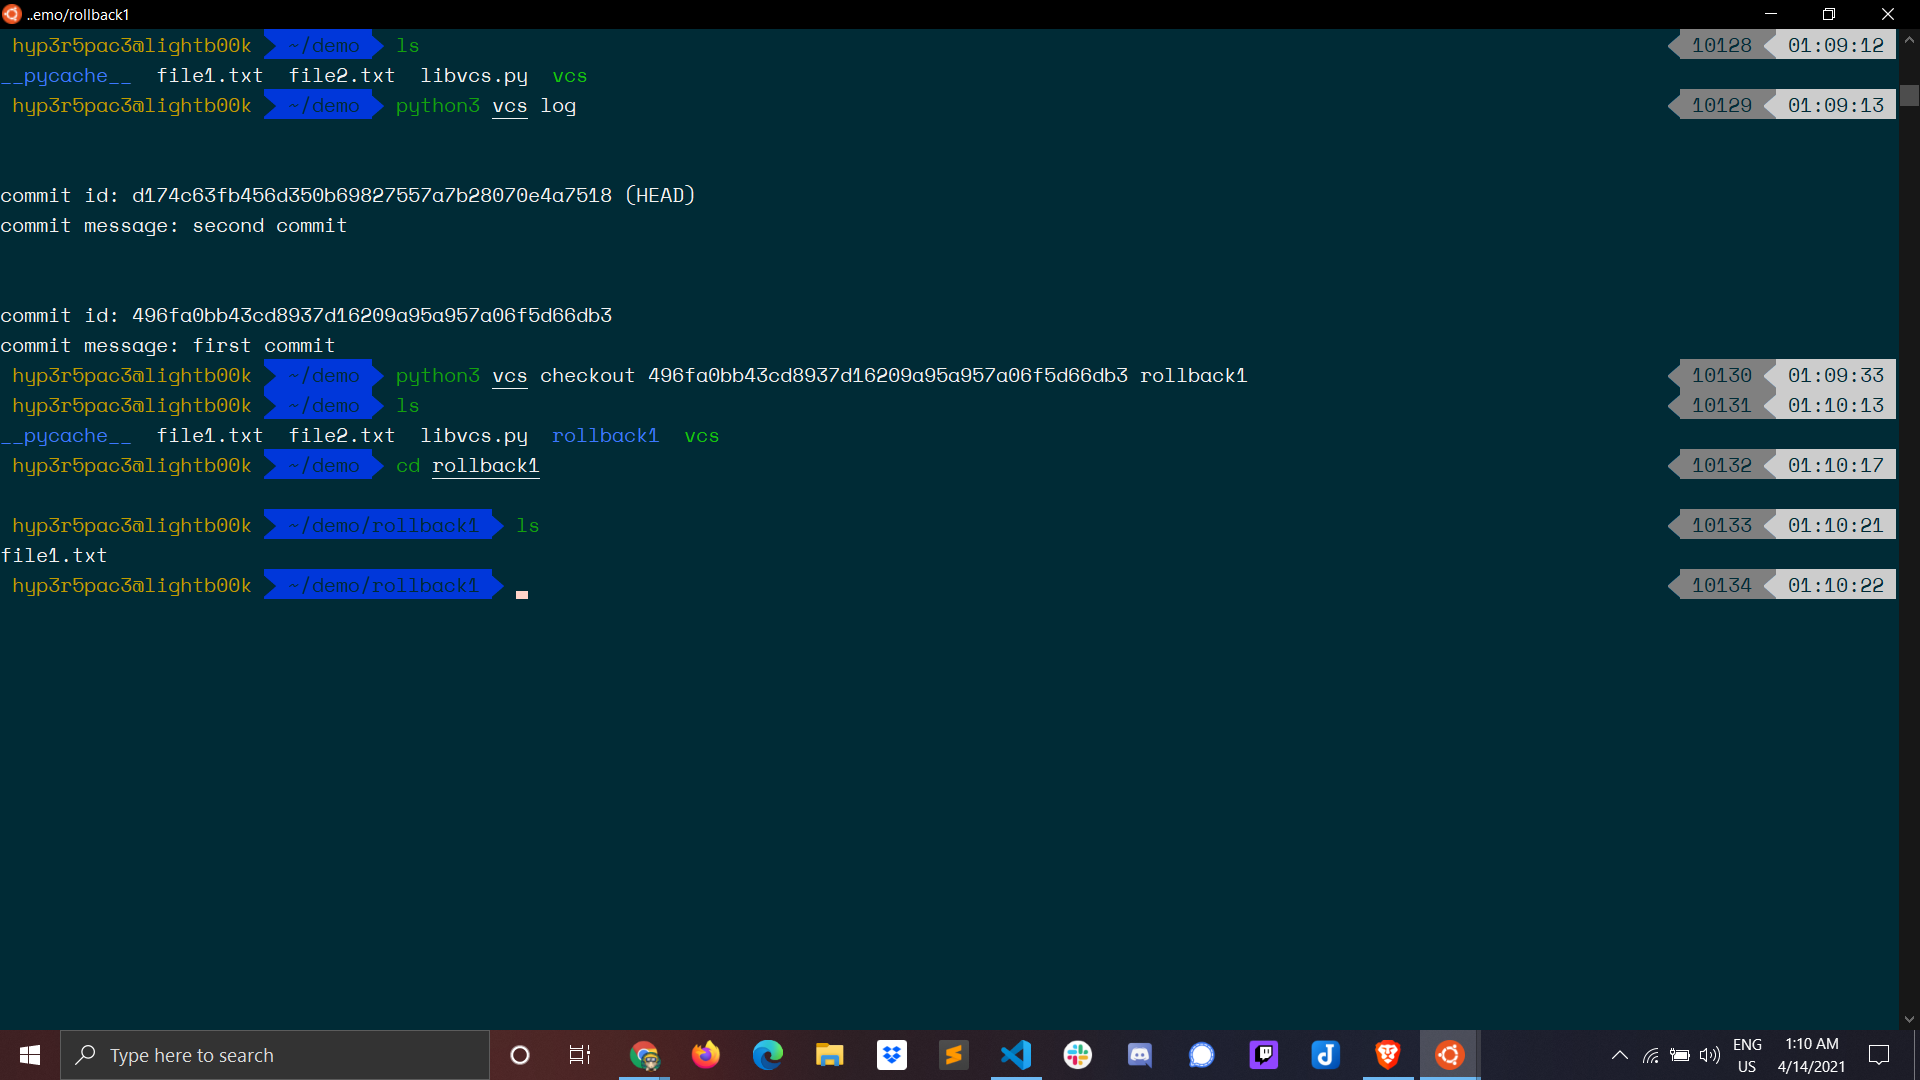 ..emo/rollback1
hyp3r5pac3@lightb00k ~/demo ls 10128 01:09:12
__pycache__ file1.txt file2.txt libvcs.py vcs
hyp3r5pac3@lightb00k ~/demo python3 vcs log 10129 01:09:13
commit id: d174c63fb456d350b69827557a7b28070e4a7518 (HEAD)
commit message: second commit
commit id: 496fa0bb43cd8937d16209a95a957a06f5d66db3
commit message: first commit
hyp3r5pac3@lightb00k ~/demo python3 vcs checkout 496fa0bb43cd8937d16209a95a957a06f5d66db3 rollback1 10130 01:09:33
hyp3r5pac3@lightb00k ~/demo ls 10131 01:10:13
__pycache__ file1.txt file2.txt libvcs.py rollback1 vcs
hyp3r5pac3@lightb00k ~/demo cd rollback1 10132 01:10:17
hyp3r5pac3@lightb00k ~/demo/rollback1 ls 10133 01:10:21
file1.txt
hyp3r5pac3@lightb00k ~/demo/rollback1 10134 01:10:22
Type here to search
ENG
US
1:10 AM
4/14/2021